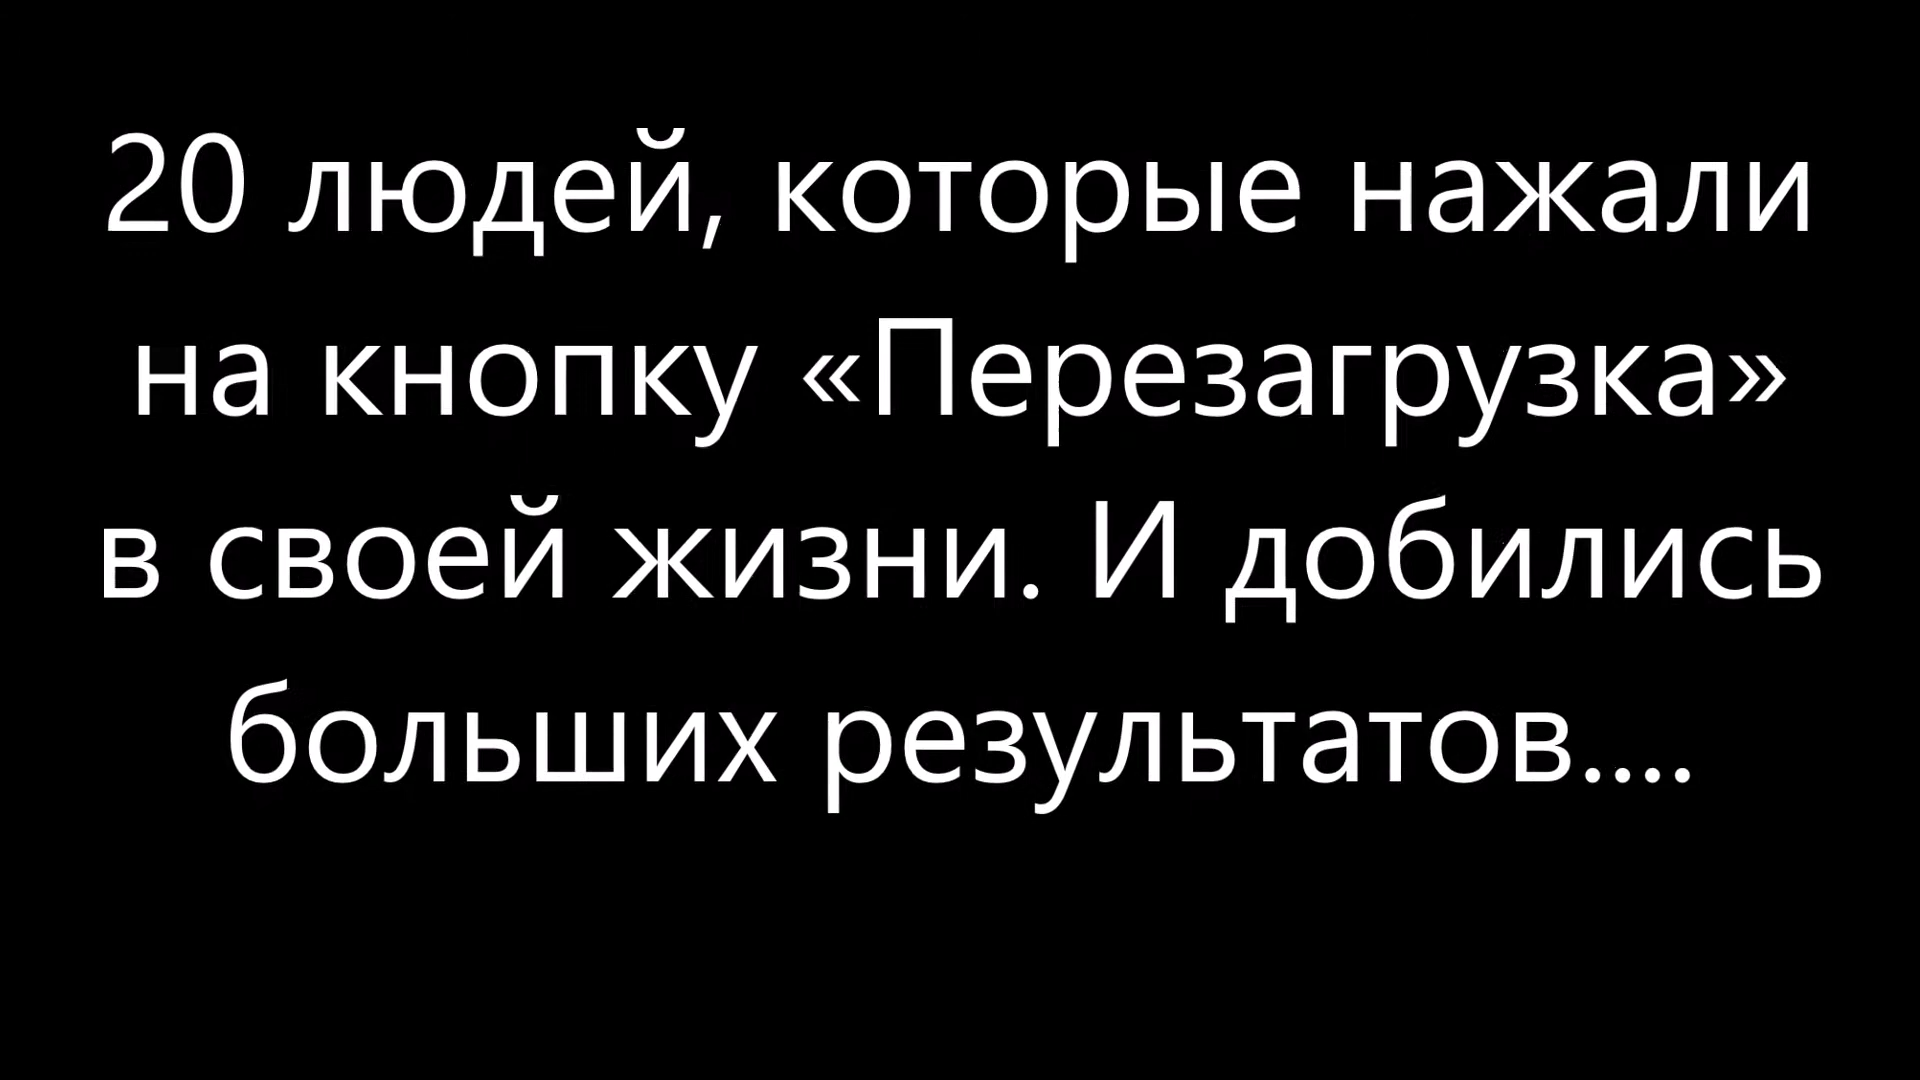 20 людей, которые нажали
на кнопку «Перезагрузка»
в своей жизни. И добились
больших результатов....